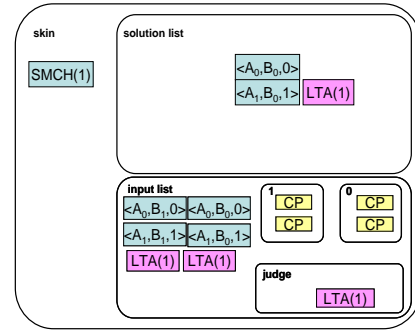 skin
SMCH(1)
solution list
<A₀,B₀,0>
<A₁,B₀,1> LTA(1)
input list
<A₀,B₁,0> <A₀,B₀,0>
<A₁,B₁,1> <A₁,B₀,1>
LTA(1) LTA(1)
1
CP
CP
0
CP
CP
judge
LTA(1)